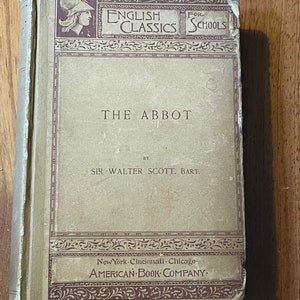 ENGLISH CLASSICS FOR SCHOOLS
THE ABBOT
BY
SIR WALTER SCOTT, BART.
New York · Cincinnati · Chicago
AMERICAN · BOOK · COMPANY